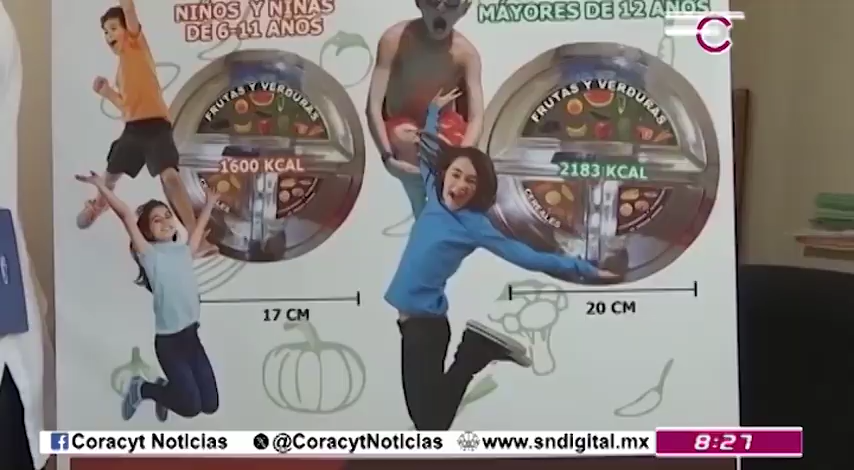 NIÑOS Y NIÑAS
DE 6-11 AÑOS
MÁYORES DE 12 AÑOS
FRUTAS Y VERDURAS
1600 KCAL
FRUTAS Y VERDURAS
2183 KCAL
CEREALES
17 CM
20 CM
Coracyt Noticias
@CoracytNoticias
www.sndigital.mx
8:27